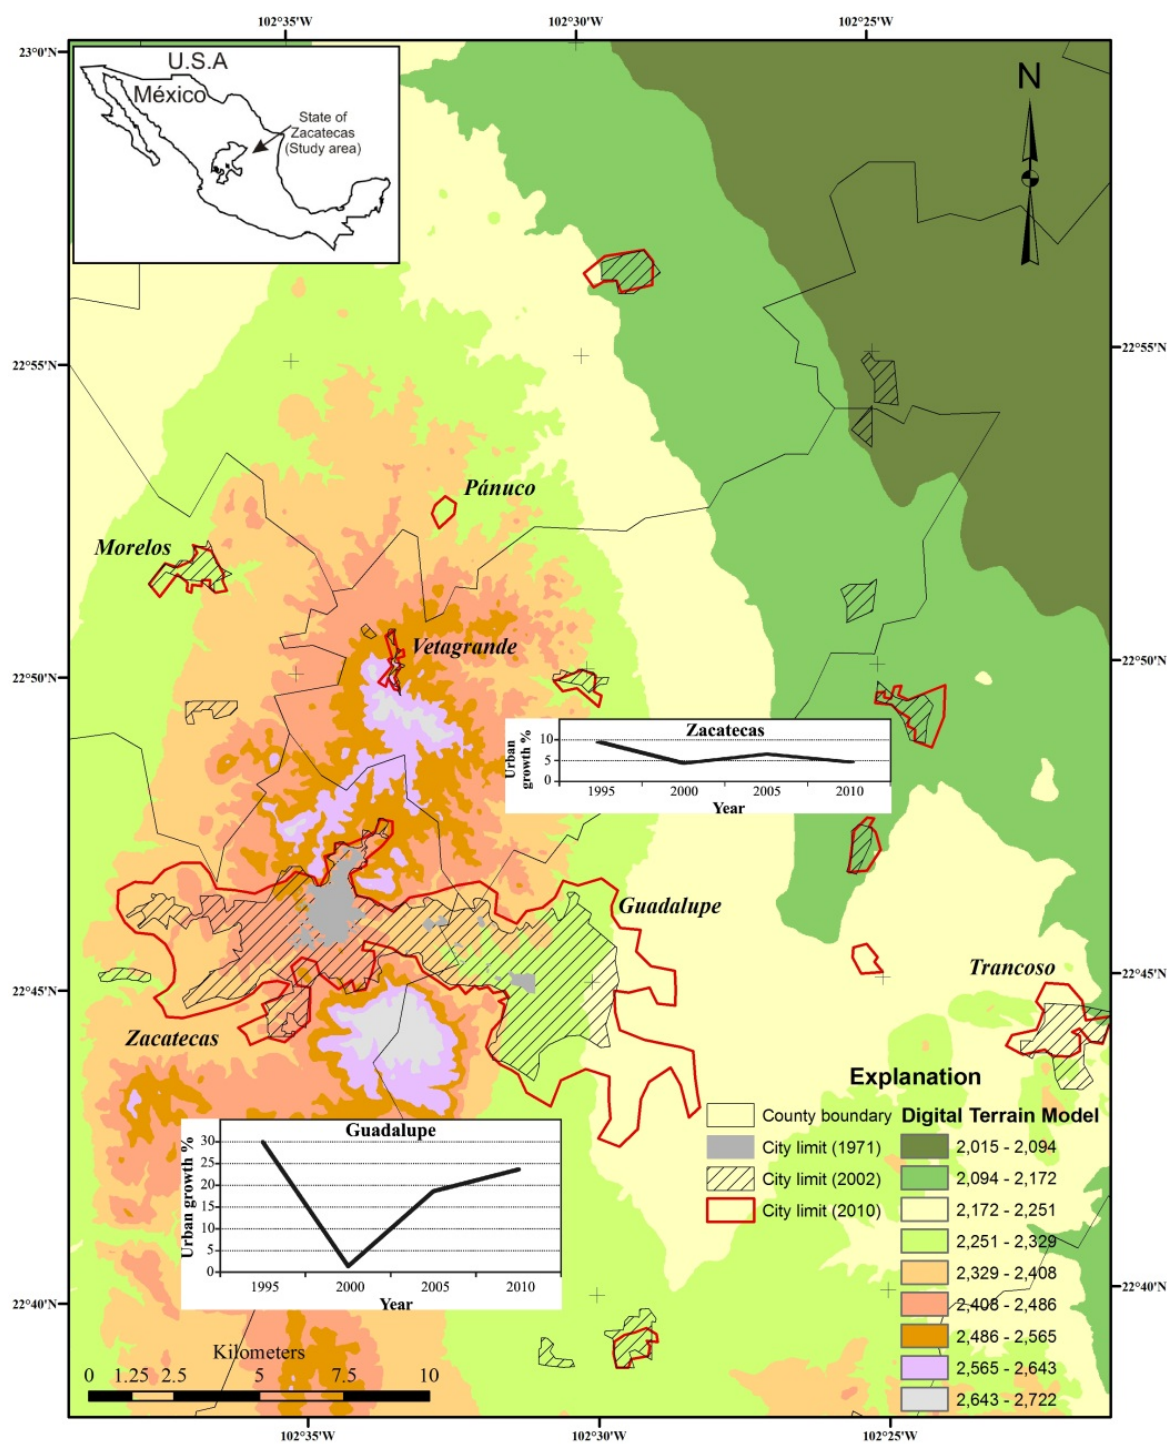 102°35'W 102°30'W 102°25'W
23°0'N
U.S.A
México
State of
Zacatecas
(Study area)
N
22°55'N
22°55'N
Pánuco
Morelos
Vetagrande
22°50'N
22°50'N
Zacatecas
Urban
growth %
10
5
0
1995 2000 2005 2010
Year
Guadalupe
Trancoso
22°45'N
22°45'N
Zacatecas
Explanation
County boundary
City limit (1971)
City limit (2002)
City limit (2010)
Digital Terrain Model
2,015 - 2,094
2,094 - 2,172
2,172 - 2,251
2,251 - 2,329
2,329 - 2,408
2,408 - 2,486
2,486 - 2,565
2,565 - 2,643
2,643 - 2,722
Guadalupe
Urban growth %
30
25
20
15
10
5
0
1995 2000 2005 2010
Year
22°40'N
22°40'N
Kilometers
0 1.25 2.5 5 7.5 10
102°35'W 102°30'W 102°25'W